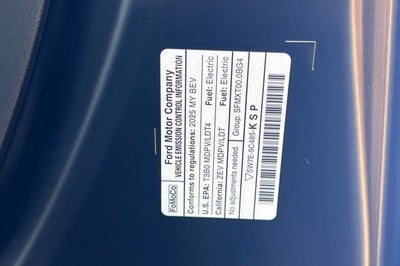 FoMoCo
Ford Motor Company
VEHICLE EMISSION CONTROL INFORMATION
Conforms to regulations: 2025 MY BEV
U.S. EPA: T3B0 MDPV/LDT4 Fuel: Electric
California: ZEV MDPV/LDT Fuel: Electric
No adjustments needed. Group: SFMXT00.0BG4
K S P